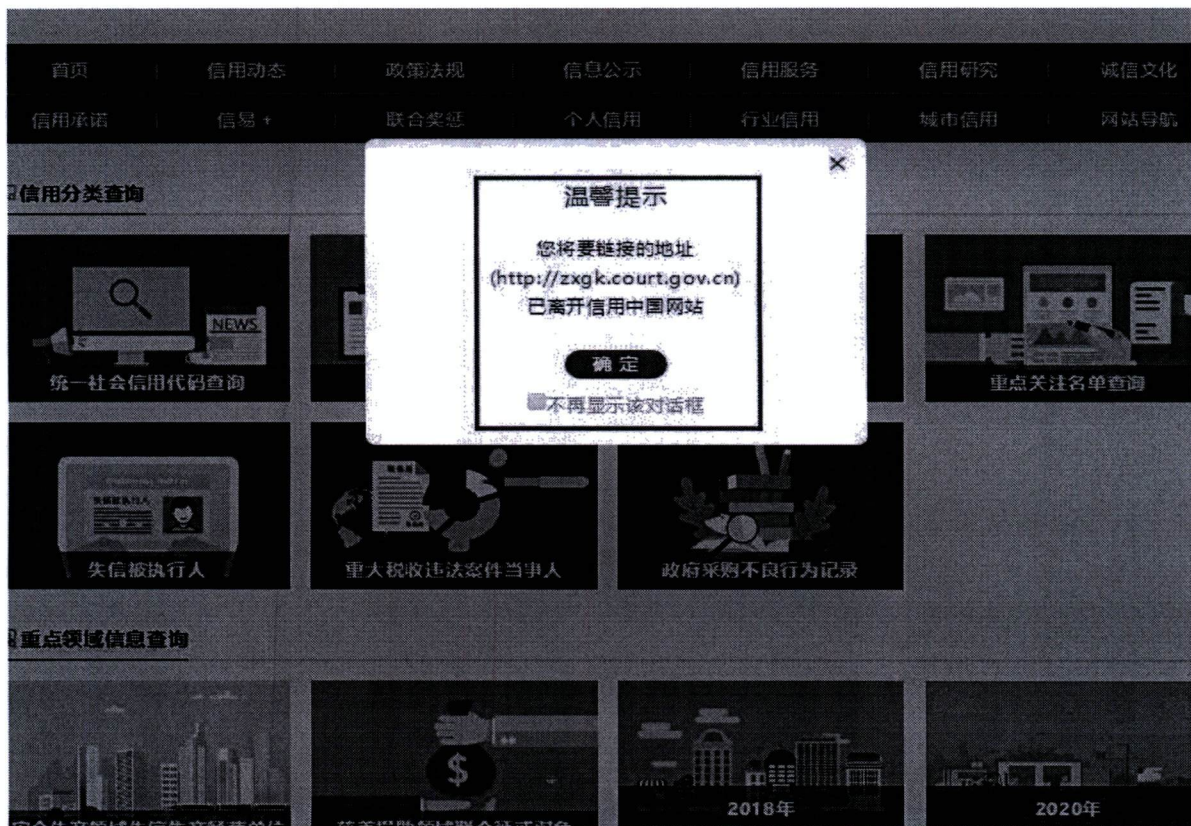 首页 信用动态 政策法规 信息公示 信用服务 信用研究 诚信文化
信用承诺 信易+ 联合奖惩 个人信用 行业信用 城市信用 网站导航
信用分类查询
×
温馨提示
您将要链接的地址
(http://zxgk.court.gov.cn)
已离开信用中国网站
确 定
不再显示该对话框
NEWS
统一社会信用代码查询
重点关注名单查询
失信被执行人
失信被执行人
重大税收违法案件当事人
政府采购不良行为记录
重点领域信息查询
$
2018年
2020年